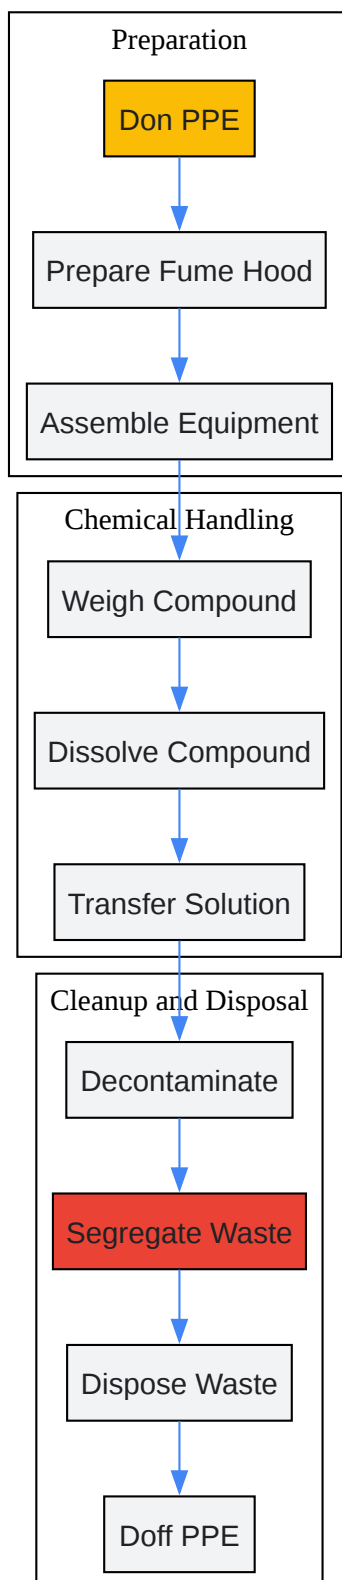 Preparation
Don PPE
Prepare Fume Hood
Assemble Equipment
Chemical Handling
Weigh Compound
Dissolve Compound
Transfer Solution
Cleanup and Disposal
Decontaminate
Segregate Waste
Dispose Waste
Doff PPE